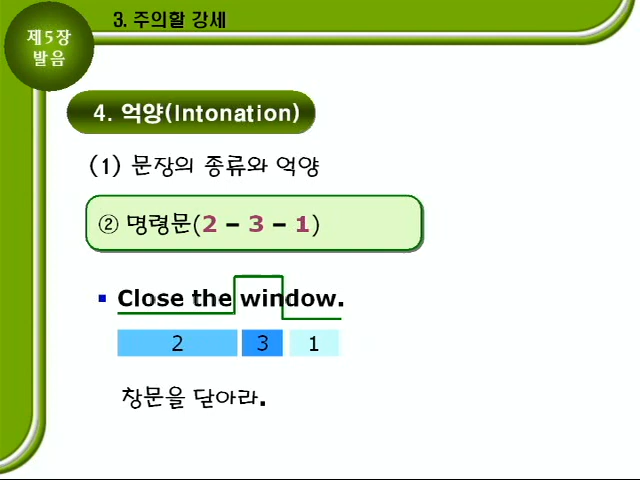 3. 주의할 강세
제5장
발음
4. 억양(Intonation)
(1) 문장의 종류와 억양
② 명령문(2 – 3 – 1)
▪ Close the window.
2 3 1
창문을 닫아라.